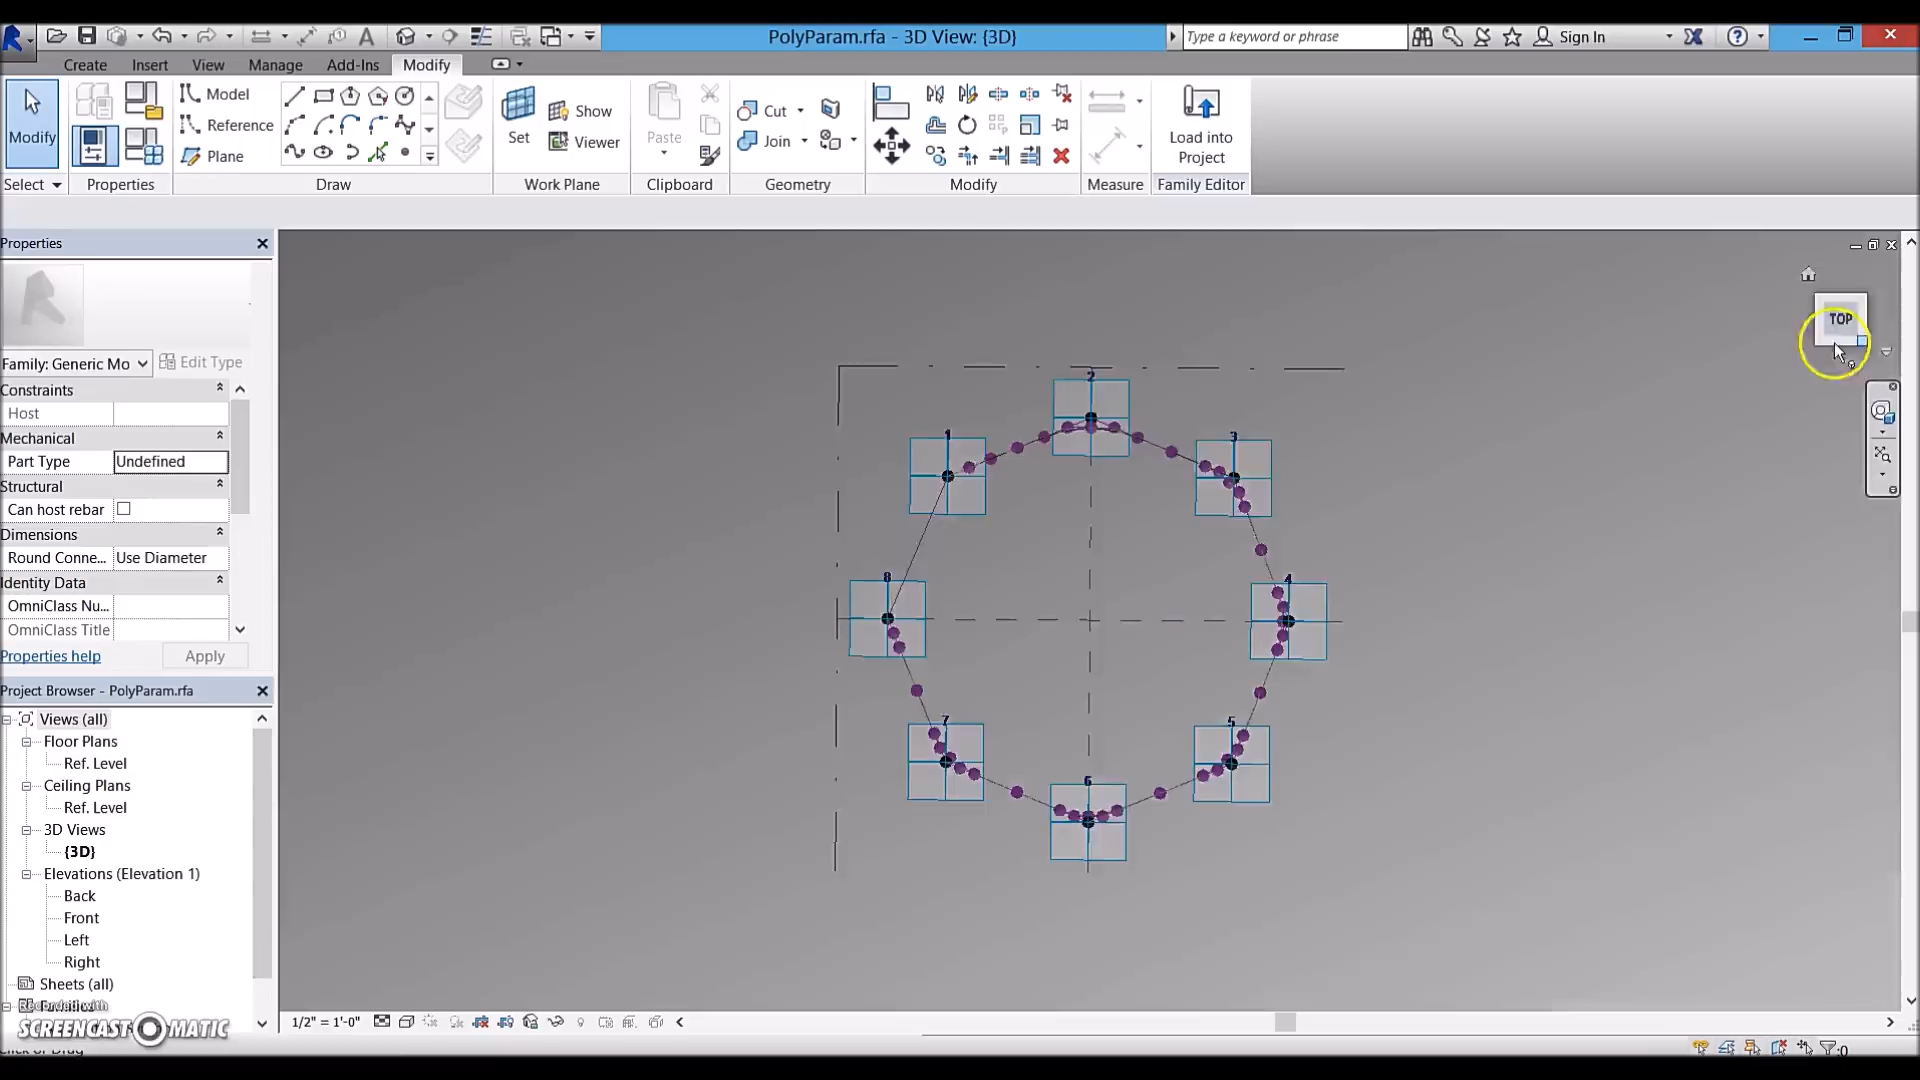 PolyParam.rfa - 3D View: {3D}
Type a keyword or phrase
Sign In
Create
Insert
View
Manage
Add-Ins
Modify
Modify
Model
Reference
Plane
Set
Show
Viewer
Paste
Cut
Join
Load into
Project
Select
Properties
Draw
Work Plane
Clipboard
Geometry
Modify
Measure
Family Editor
Properties
Family: Generic Mo
Edit Type
Constraints
Host
Mechanical
Part Type
Undefined
Structural
Can host rebar
Dimensions
Round Conne...
Use Diameter
Identity Data
OmniClass Nu...
OmniClass Title
Properties help
Apply
Project Browser - PolyParam.rfa
Views (all)
Floor Plans
Ref. Level
Ceiling Plans
Ref. Level
3D Views
{3D}
Elevations (Elevation 1)
Back
Front
Left
Right
Sheets (all)
Recorded with
SCREENCAST-O-MATIC
TOP
2
1
3
8
4
7
5
6
1/2" = 1'-0"
:0